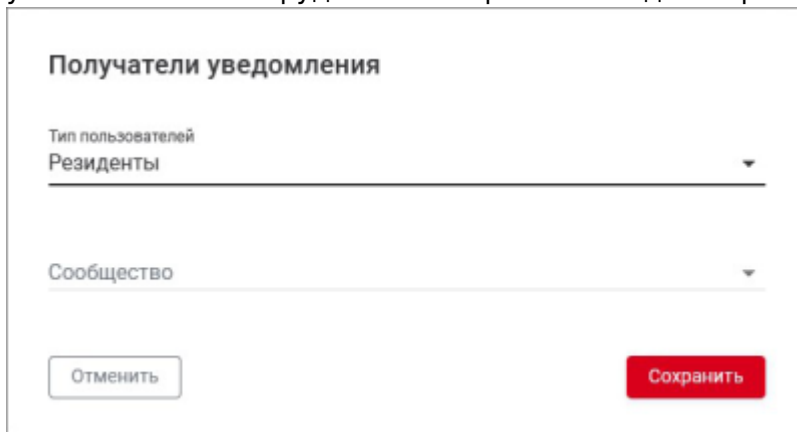 Получатели уведомления
Тип пользователей
Резиденты
Сообщество
Отменить
Сохранить